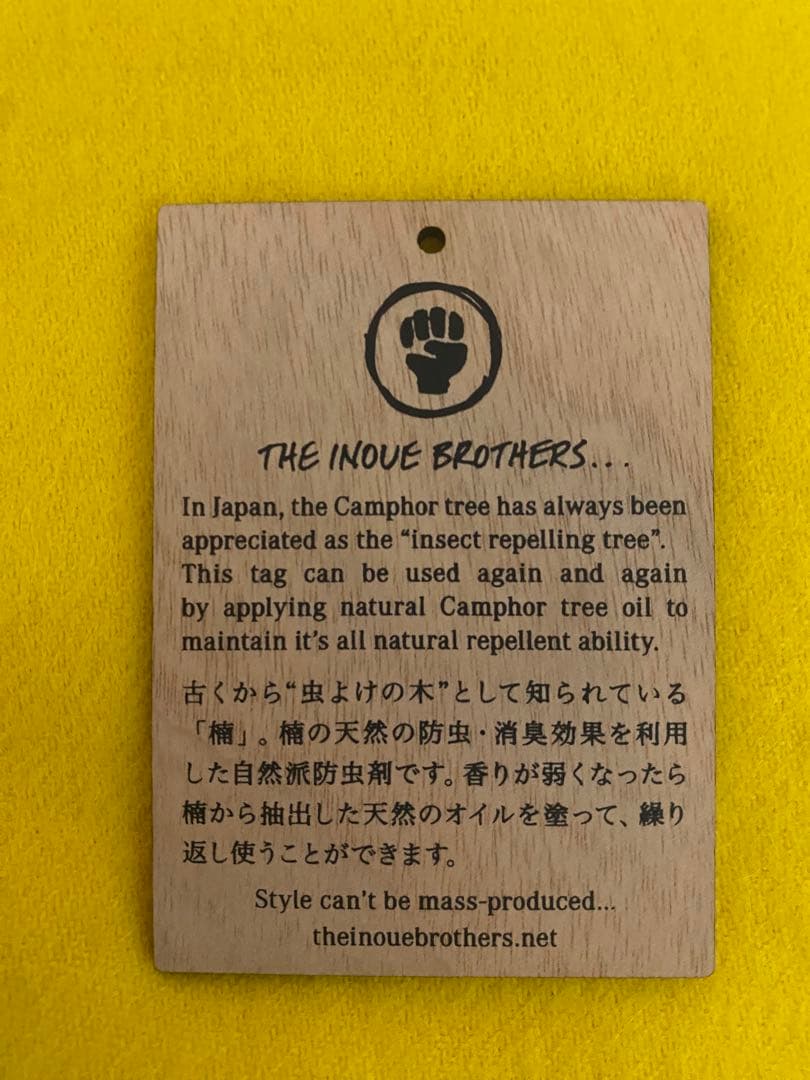 THE INOUE BROTHERS...
In Japan, the Camphor tree has always been
appreciated as the “insect repelling tree”.
This tag can be used again and again
by applying natural Camphor tree oil to
maintain it’s all natural repellent ability.
古くから“虫よけの木”として知られている
「楠」。楠の天然の防虫・消臭効果を利用
した自然派防虫剤です。香りが弱くなったら
楠から抽出した天然のオイルを塗って、繰り
返し使うことができます。
Style can’t be mass-produced...
theinouebrothers.net